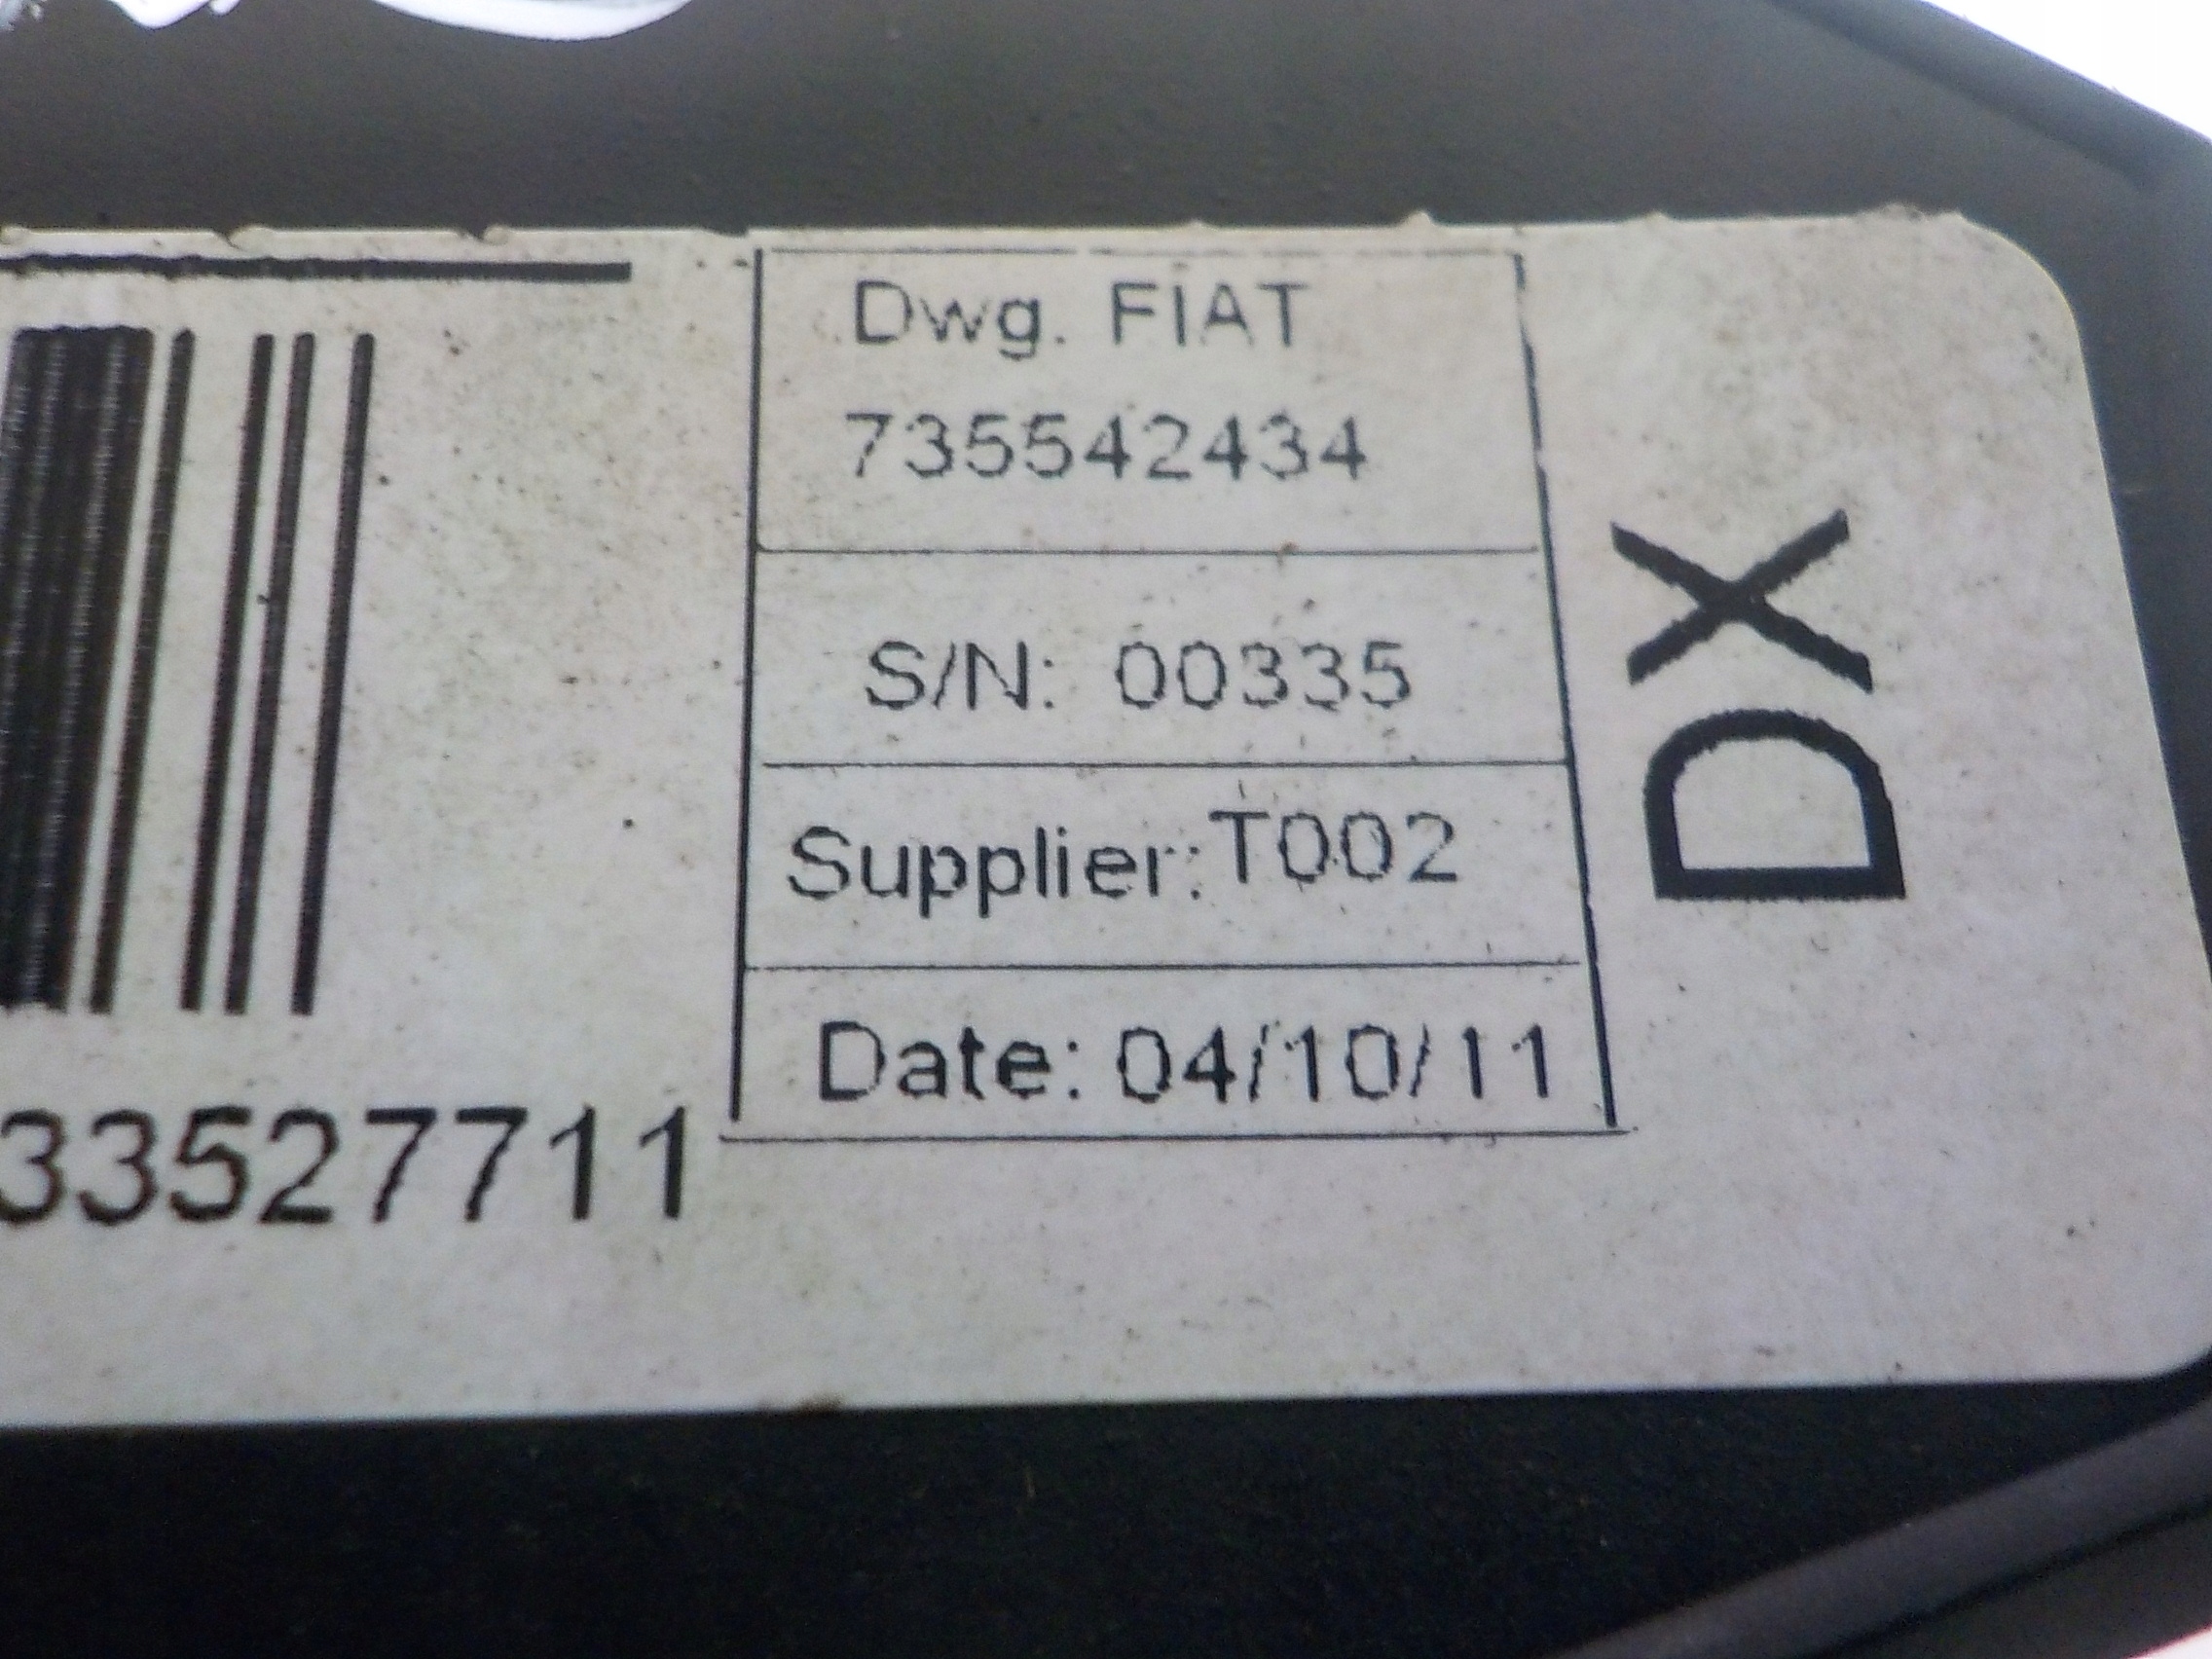 Dwg. FIAT
735542434
S/N: 00335
Supplier: T002
Date: 04/10/11
DX
33527711